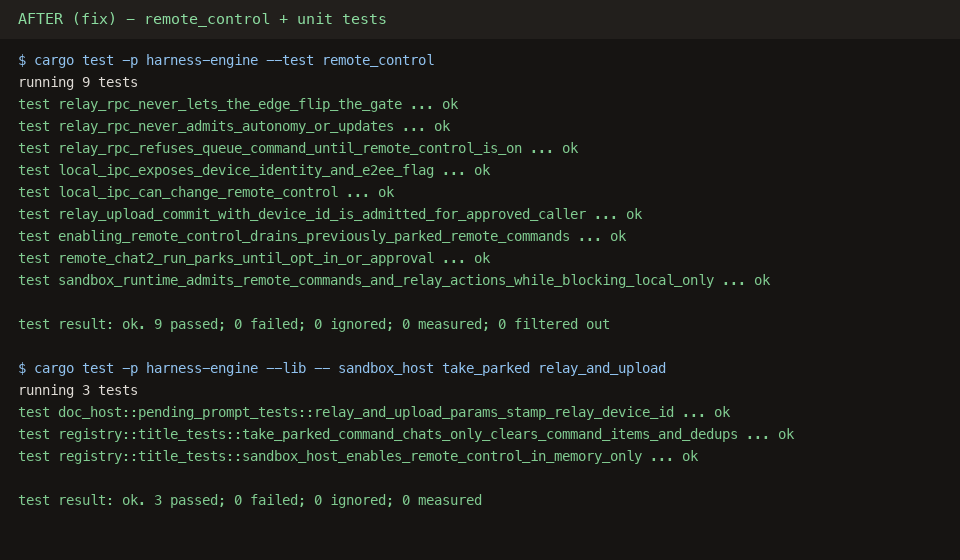 AFTER (fix) — remote_control + unit tests
$ cargo test -p harness-engine --test remote_control
running 9 tests
test relay_rpc_never_lets_the_edge_flip_the_gate ... ok
test relay_rpc_never_admits_autonomy_or_updates ... ok
test relay_rpc_refuses_queue_command_until_remote_control_is_on ... ok
test local_ipc_exposes_device_identity_and_e2ee_flag ... ok
test local_ipc_can_change_remote_control ... ok
test relay_upload_commit_with_device_id_is_admitted_for_approved_caller ... ok
test enabling_remote_control_drains_previously_parked_remote_commands ... ok
test remote_chat2_run_parks_until_opt_in_or_approval ... ok
test sandbox_runtime_admits_remote_commands_and_relay_actions_while_blocking_local_only ... ok
test result: ok. 9 passed; 0 failed; 0 ignored; 0 measured; 0 filtered out
$ cargo test -p harness-engine --lib -- sandbox_host take_parked relay_and_upload
running 3 tests
test doc_host::pending_prompt_tests::relay_and_upload_params_stamp_relay_device_id ... ok
test registry::title_tests::take_parked_command_chats_only_clears_command_items_and_dedups ... ok
test registry::title_tests::sandbox_host_enables_remote_control_in_memory_only ... ok
test result: ok. 3 passed; 0 failed; 0 ignored; 0 measured